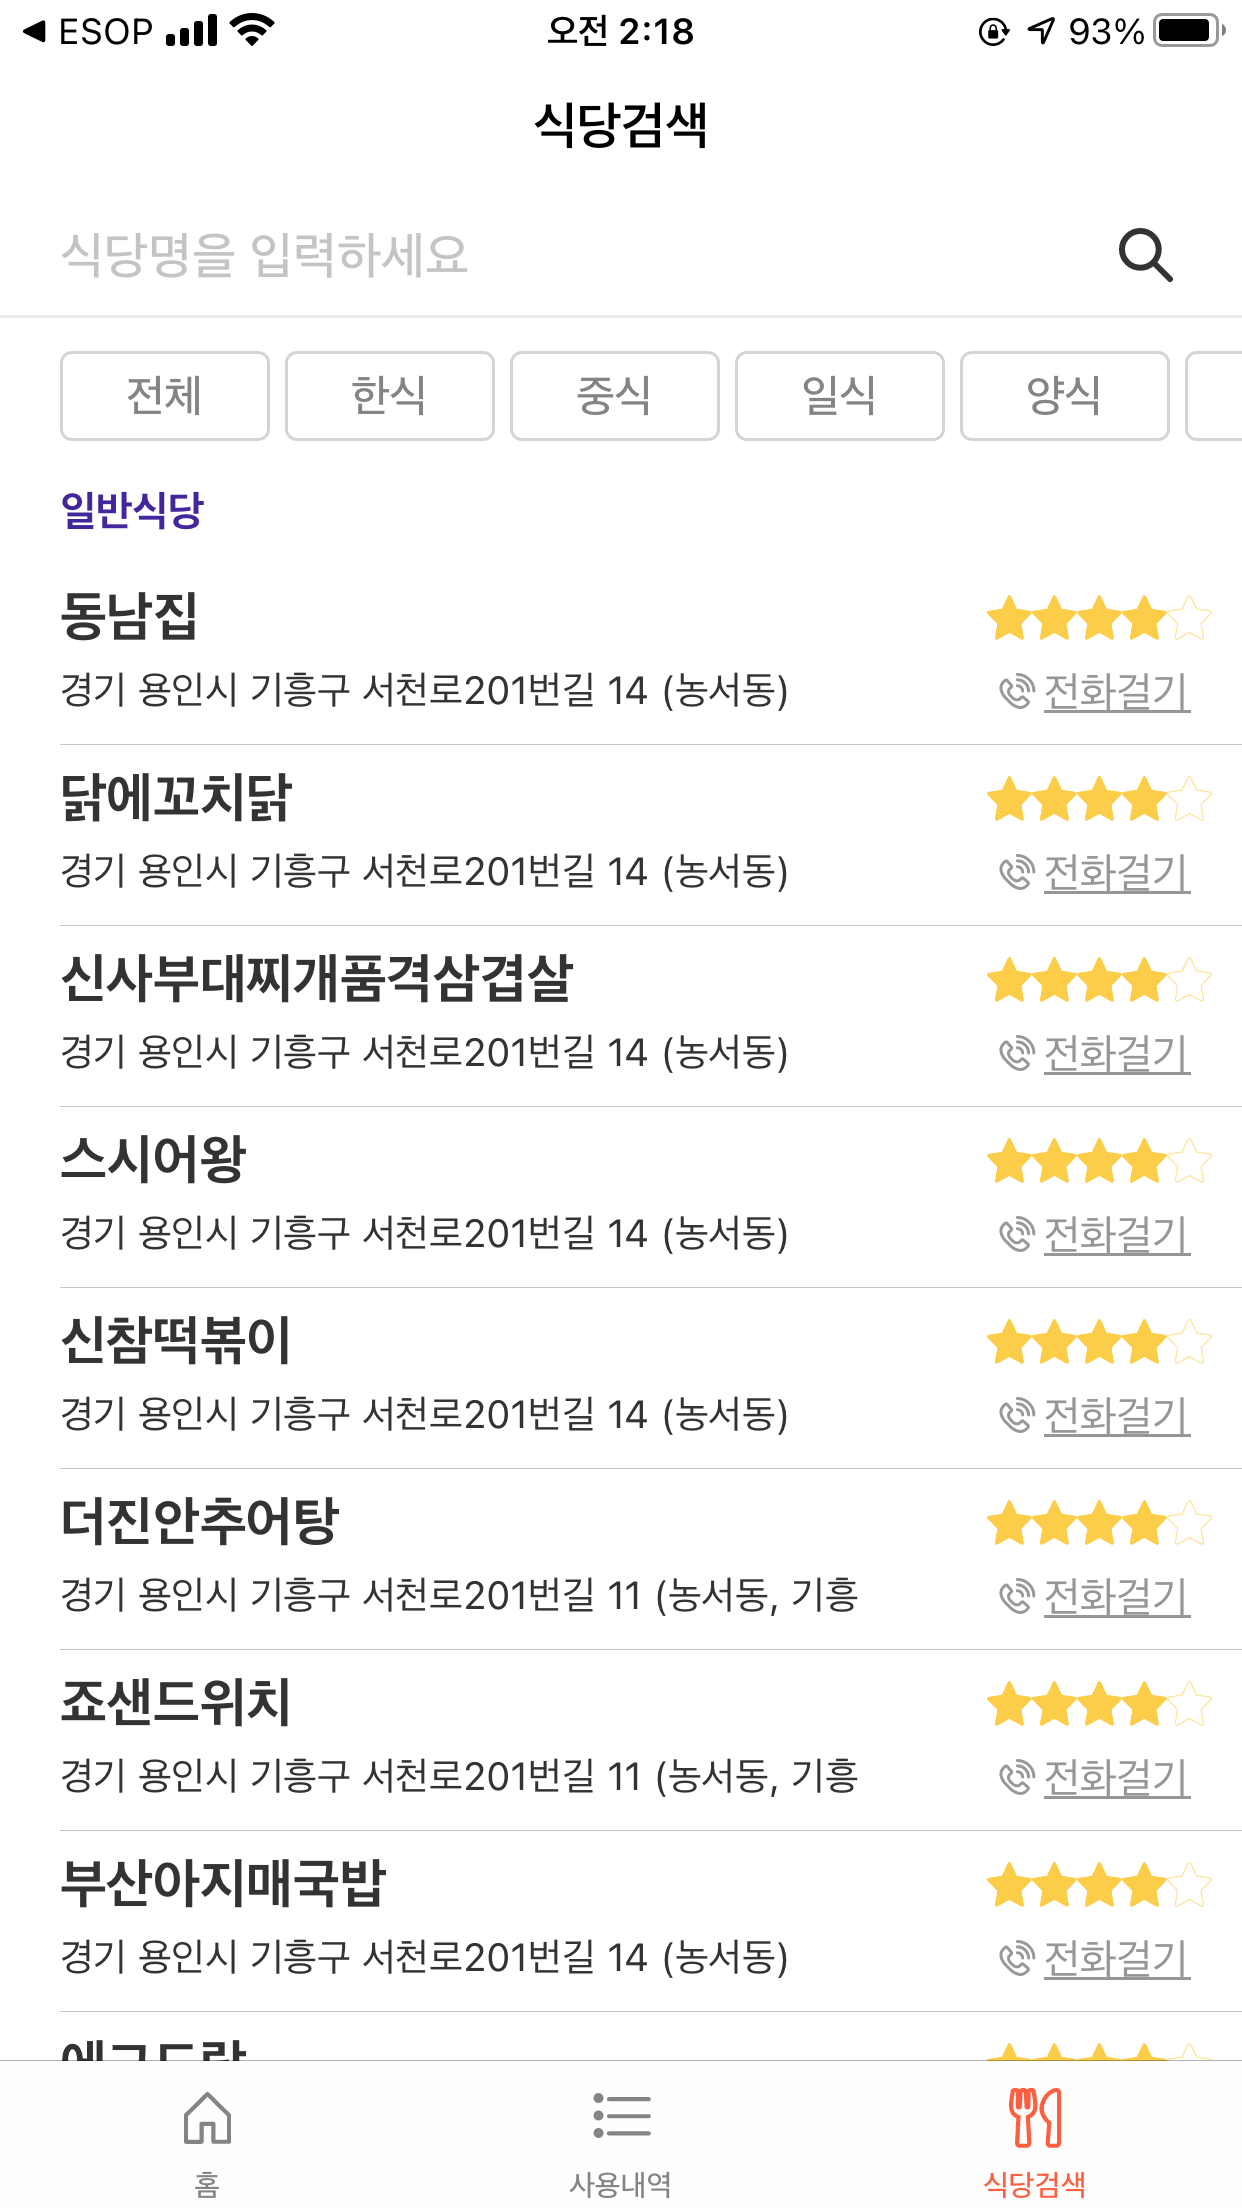 ESOP 오전 2:18 93%
식당검색
식당명을 입력하세요
전체 한식 중식 일식 양식
일반식당
동남집
경기 용인시 기흥구 서천로201번길 14 (농서동) 전화걸기
닭에꼬치닭
경기 용인시 기흥구 서천로201번길 14 (농서동) 전화걸기
신사부대찌개품격삼겹살
경기 용인시 기흥구 서천로201번길 14 (농서동) 전화걸기
스시어왕
경기 용인시 기흥구 서천로201번길 14 (농서동) 전화걸기
신참떡볶이
경기 용인시 기흥구 서천로201번길 14 (농서동) 전화걸기
더진안추어탕
경기 용인시 기흥구 서천로201번길 11 (농서동, 기흥 전화걸기
죠샌드위치
경기 용인시 기흥구 서천로201번길 11 (농서동, 기흥 전화걸기
부산아지매국밥
경기 용인시 기흥구 서천로201번길 14 (농서동) 전화걸기
홈 사용내역 식당검색